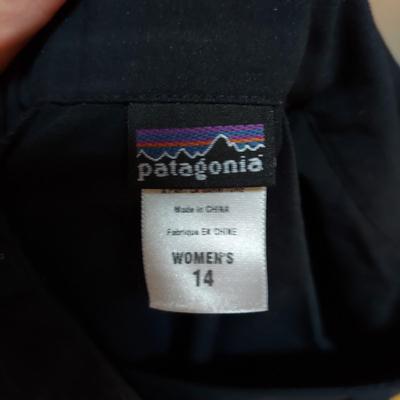 patagonia
Made in CHINA
Fabriqué EN CHINE
WOMEN'S
14